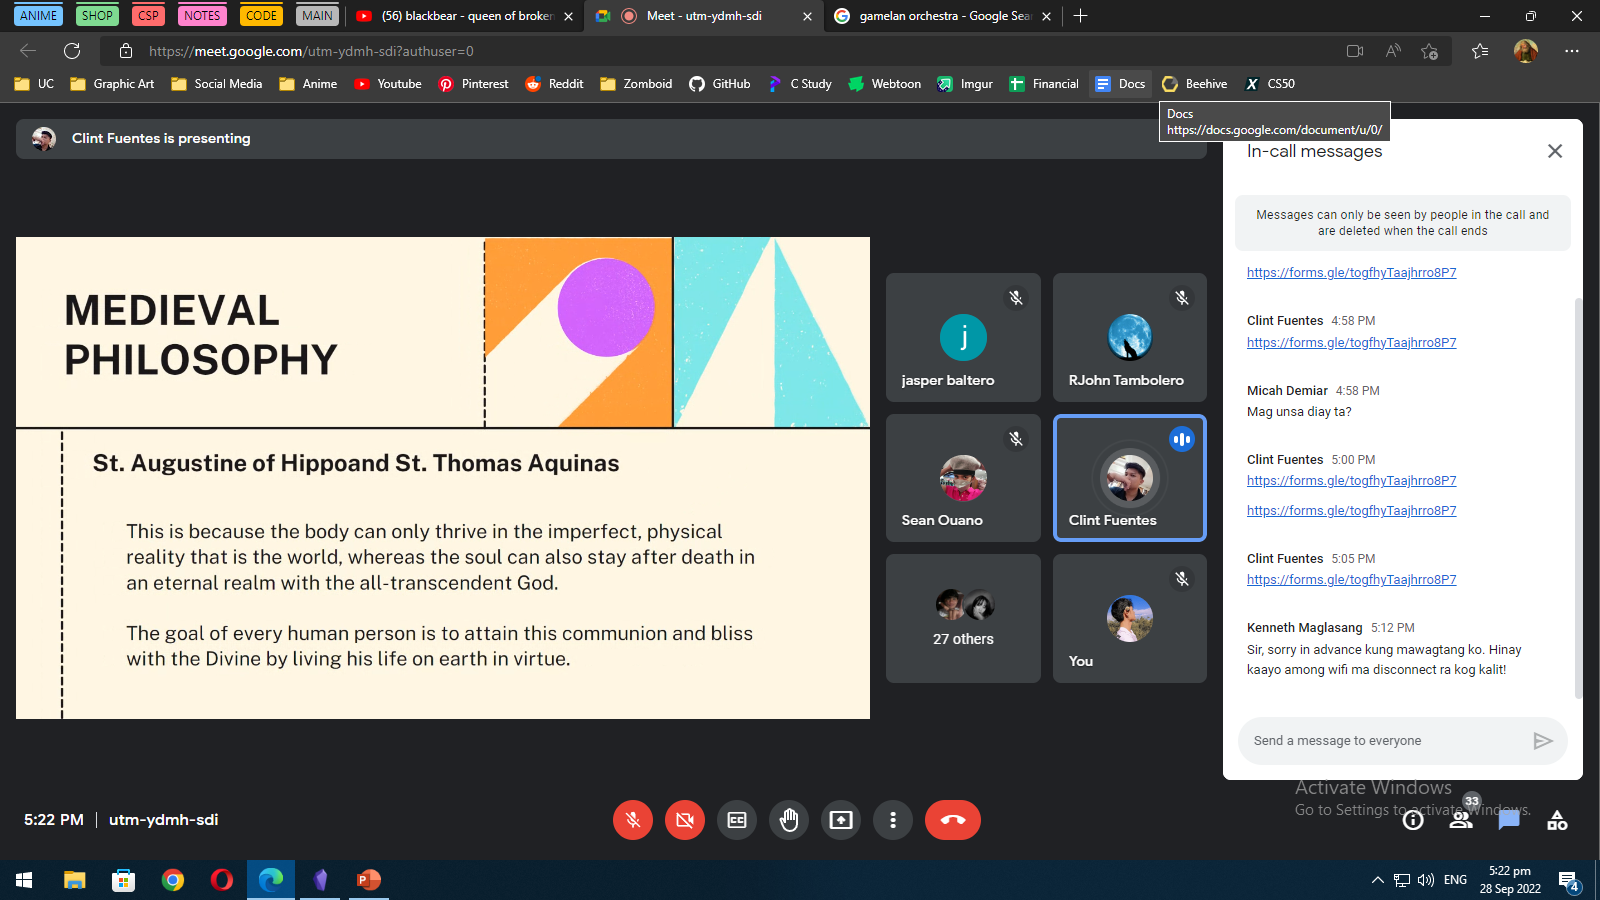 ANIME
SHOP
CSP
NOTES
CODE
MAIN
(56) blackbear - queen of broken
Meet - utm-ydmh-sdi
gamelan orchestra - Google Sear
https://meet.google.com/utm-ydmh-sdi?authuser=0
UC
Graphic Art
Social Media
Anime
Youtube
Pinterest
Reddit
Zomboid
GitHub
C Study
Webtoon
Imgur
Financial
Docs
Beehive
CS50
Docs
https://docs.google.com/document/u/0/
Clint Fuentes is presenting
MEDIEVAL
PHILOSOPHY
St. Augustine of Hippoand St. Thomas Aquinas
This is because the body can only thrive in the imperfect, physical
reality that is the world, whereas the soul can also stay after death in
an eternal realm with the all-transcendent God.
The goal of every human person is to attain this communion and bliss
with the Divine by living his life on earth in virtue.
j
jasper baltero
RJohn Tambolero
Sean Ouano
Clint Fuentes
27 others
You
In-call messages
Messages can only be seen by people in the call and
are deleted when the call ends
https://forms.gle/togfhyTaajhrro8P7
Clint Fuentes 4:58 PM
https://forms.gle/togfhyTaajhrro8P7
Micah Demiar 4:58 PM
Mag unsa diay ta?
Clint Fuentes 5:00 PM
https://forms.gle/togfhyTaajhrro8P7
https://forms.gle/togfhyTaajhrro8P7
Clint Fuentes 5:05 PM
https://forms.gle/togfhyTaajhrro8P7
Kenneth Maglasang 5:12 PM
Sir, sorry in advance kung mawagtang ko. Hinay
kaayo among wifi ma disconnect ra kog kalit!
Send a message to everyone
Activate Windows
Go to Settings to activate Windows.
33
5:22 PM | utm-ydmh-sdi
CC
ENG
5:22 pm
28 Sep 2022
4